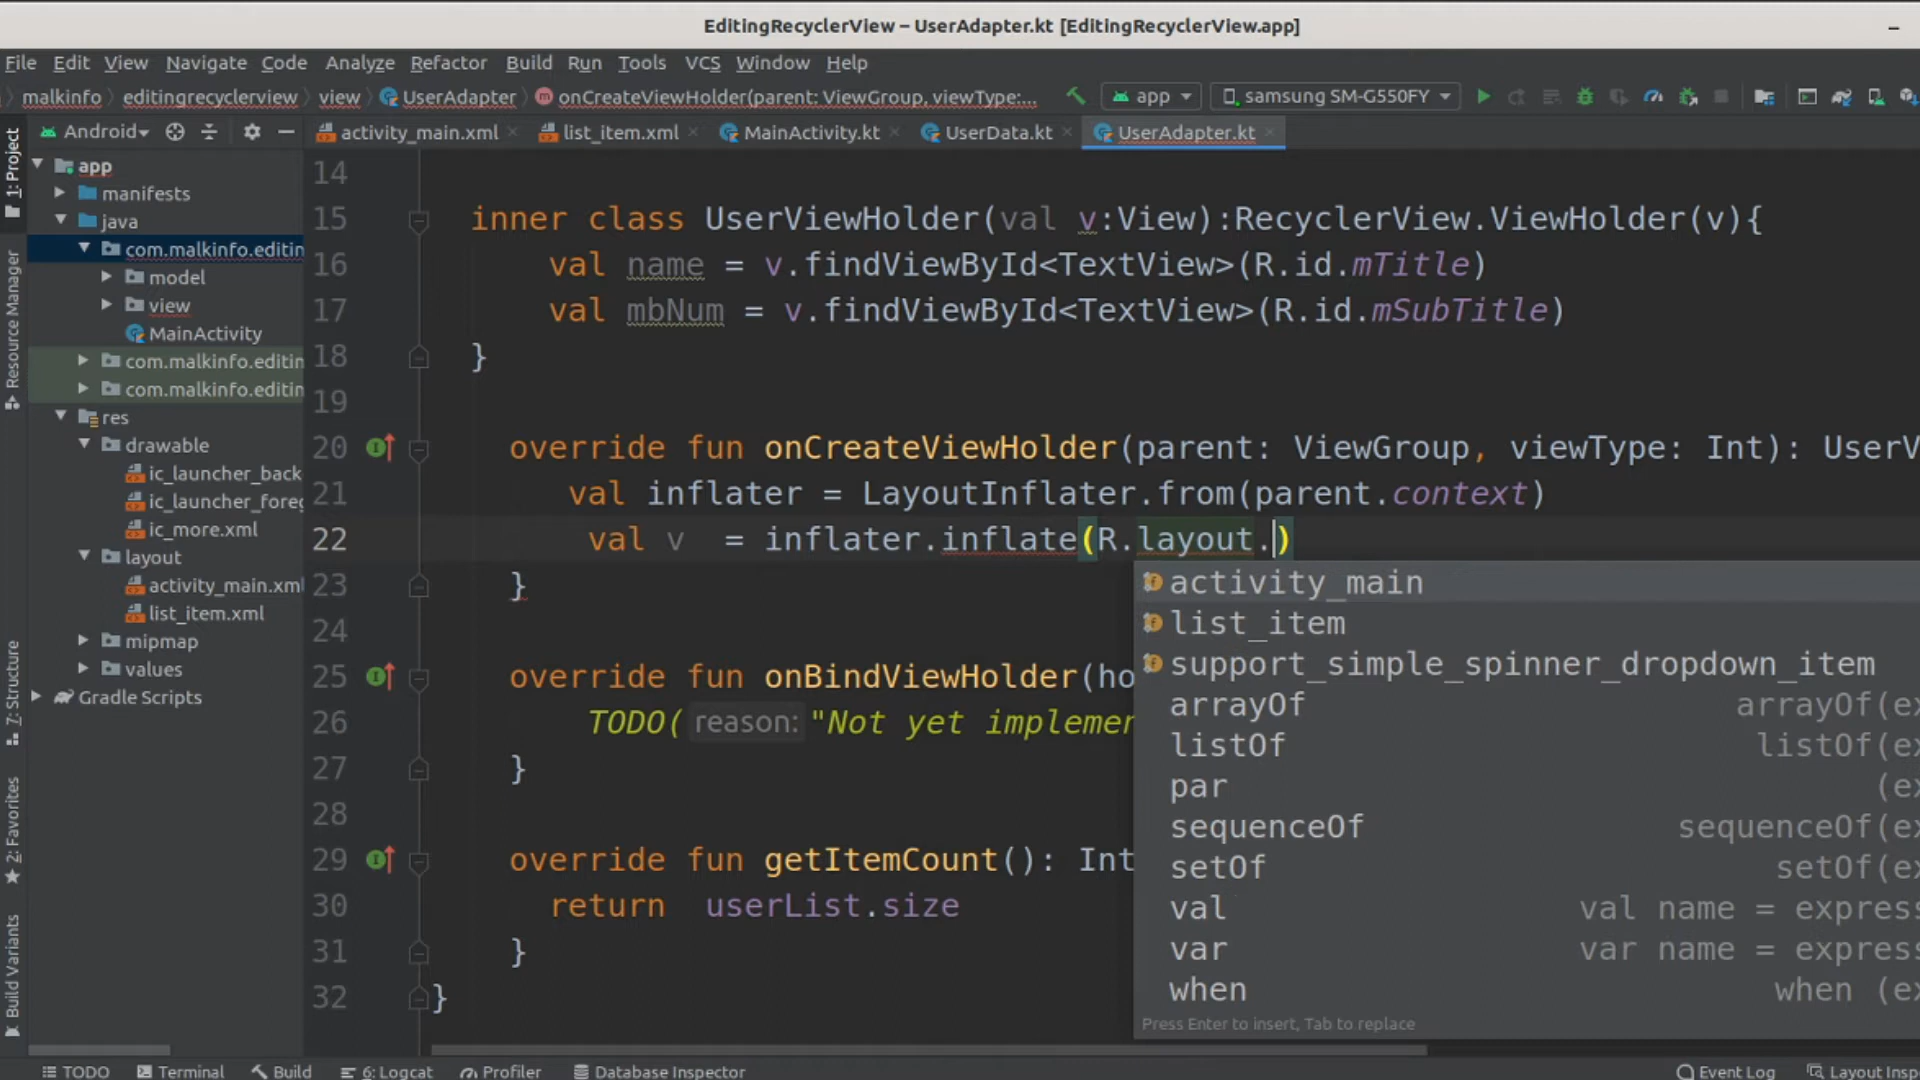 EditingRecyclerView – UserAdapter.kt [EditingRecyclerView.app]
File Edit View Navigate Code Analyze Refactor Build Run Tools VCS Window Help
malkinfo editingrecyclerview view UserAdapter onCreateViewHolder(parent: ViewGroup, viewType:... app samsung SM-G550FY
Android activity_main.xml list_item.xml MainActivity.kt UserData.kt UserAdapter.kt
1: Project
Resource Manager
7: Structure
2: Favorites
Build Variants
app
manifests
java
com.malkinfo.editin
model
view
MainActivity
com.malkinfo.editin
com.malkinfo.editin
res
drawable
ic_launcher_back
ic_launcher_foreg
ic_more.xml
layout
activity_main.xml
list_item.xml
mipmap
values
Gradle Scripts
14
15 inner class UserViewHolder(val v:View):RecyclerView.ViewHolder(v){
16 val name = v.findViewById<TextView>(R.id.mTitle)
17 val mbNum = v.findViewById<TextView>(R.id.mSubTitle)
18 }
19
20 override fun onCreateViewHolder(parent: ViewGroup, viewType: Int): UserV
21 val inflater = LayoutInflater.from(parent.context)
22 val v = inflater.inflate(R.layout.)
23 }
24
25 override fun onBindViewHolder(ho
26 TODO( reason: "Not yet implemen
27 }
28
29 override fun getItemCount(): Int
30 return userList.size
31 }
32 }
activity_main
list_item
support_simple_spinner_dropdown_item
arrayOf arrayOf(ex
listOf listOf(ex
par (ex
sequenceOf sequenceOf(ex
setOf setOf(ex
val val name = express
var var name = express
when when (ex
Press Enter to insert, Tab to replace
TODO Terminal Build 6: Logcat Profiler Database Inspector Event Log Layout Insp